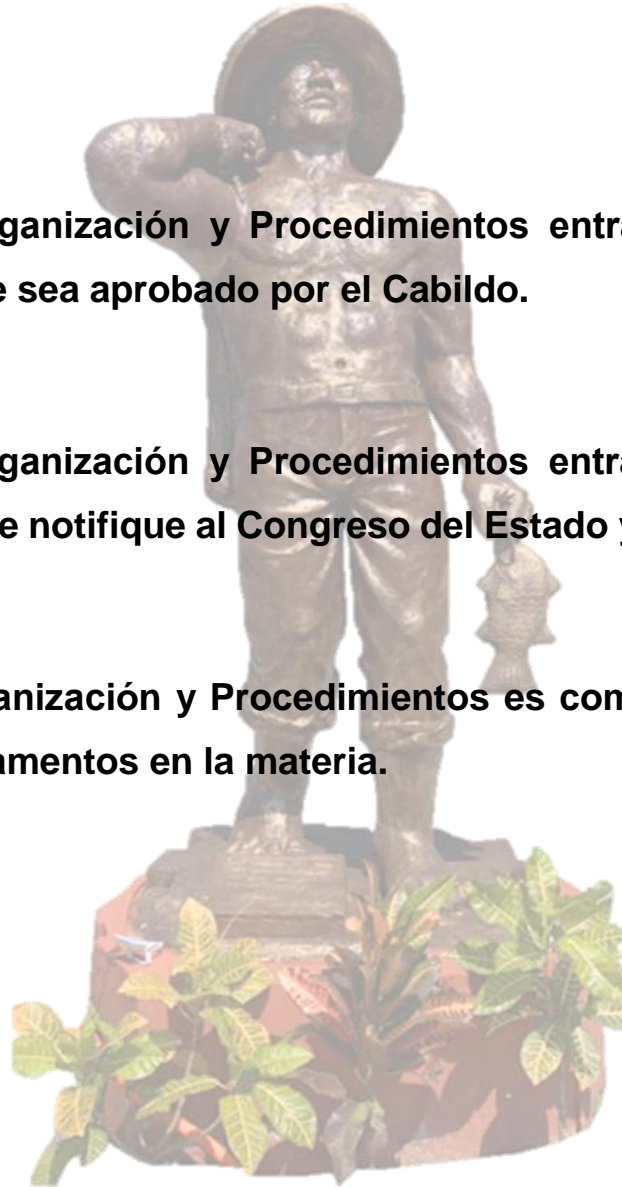 ganización y Procedimientos entra
e sea aprobado por el Cabildo.
ganización y Procedimientos entra
e notifique al Congreso del Estado y
anización y Procedimientos es com
amentos en la materia.